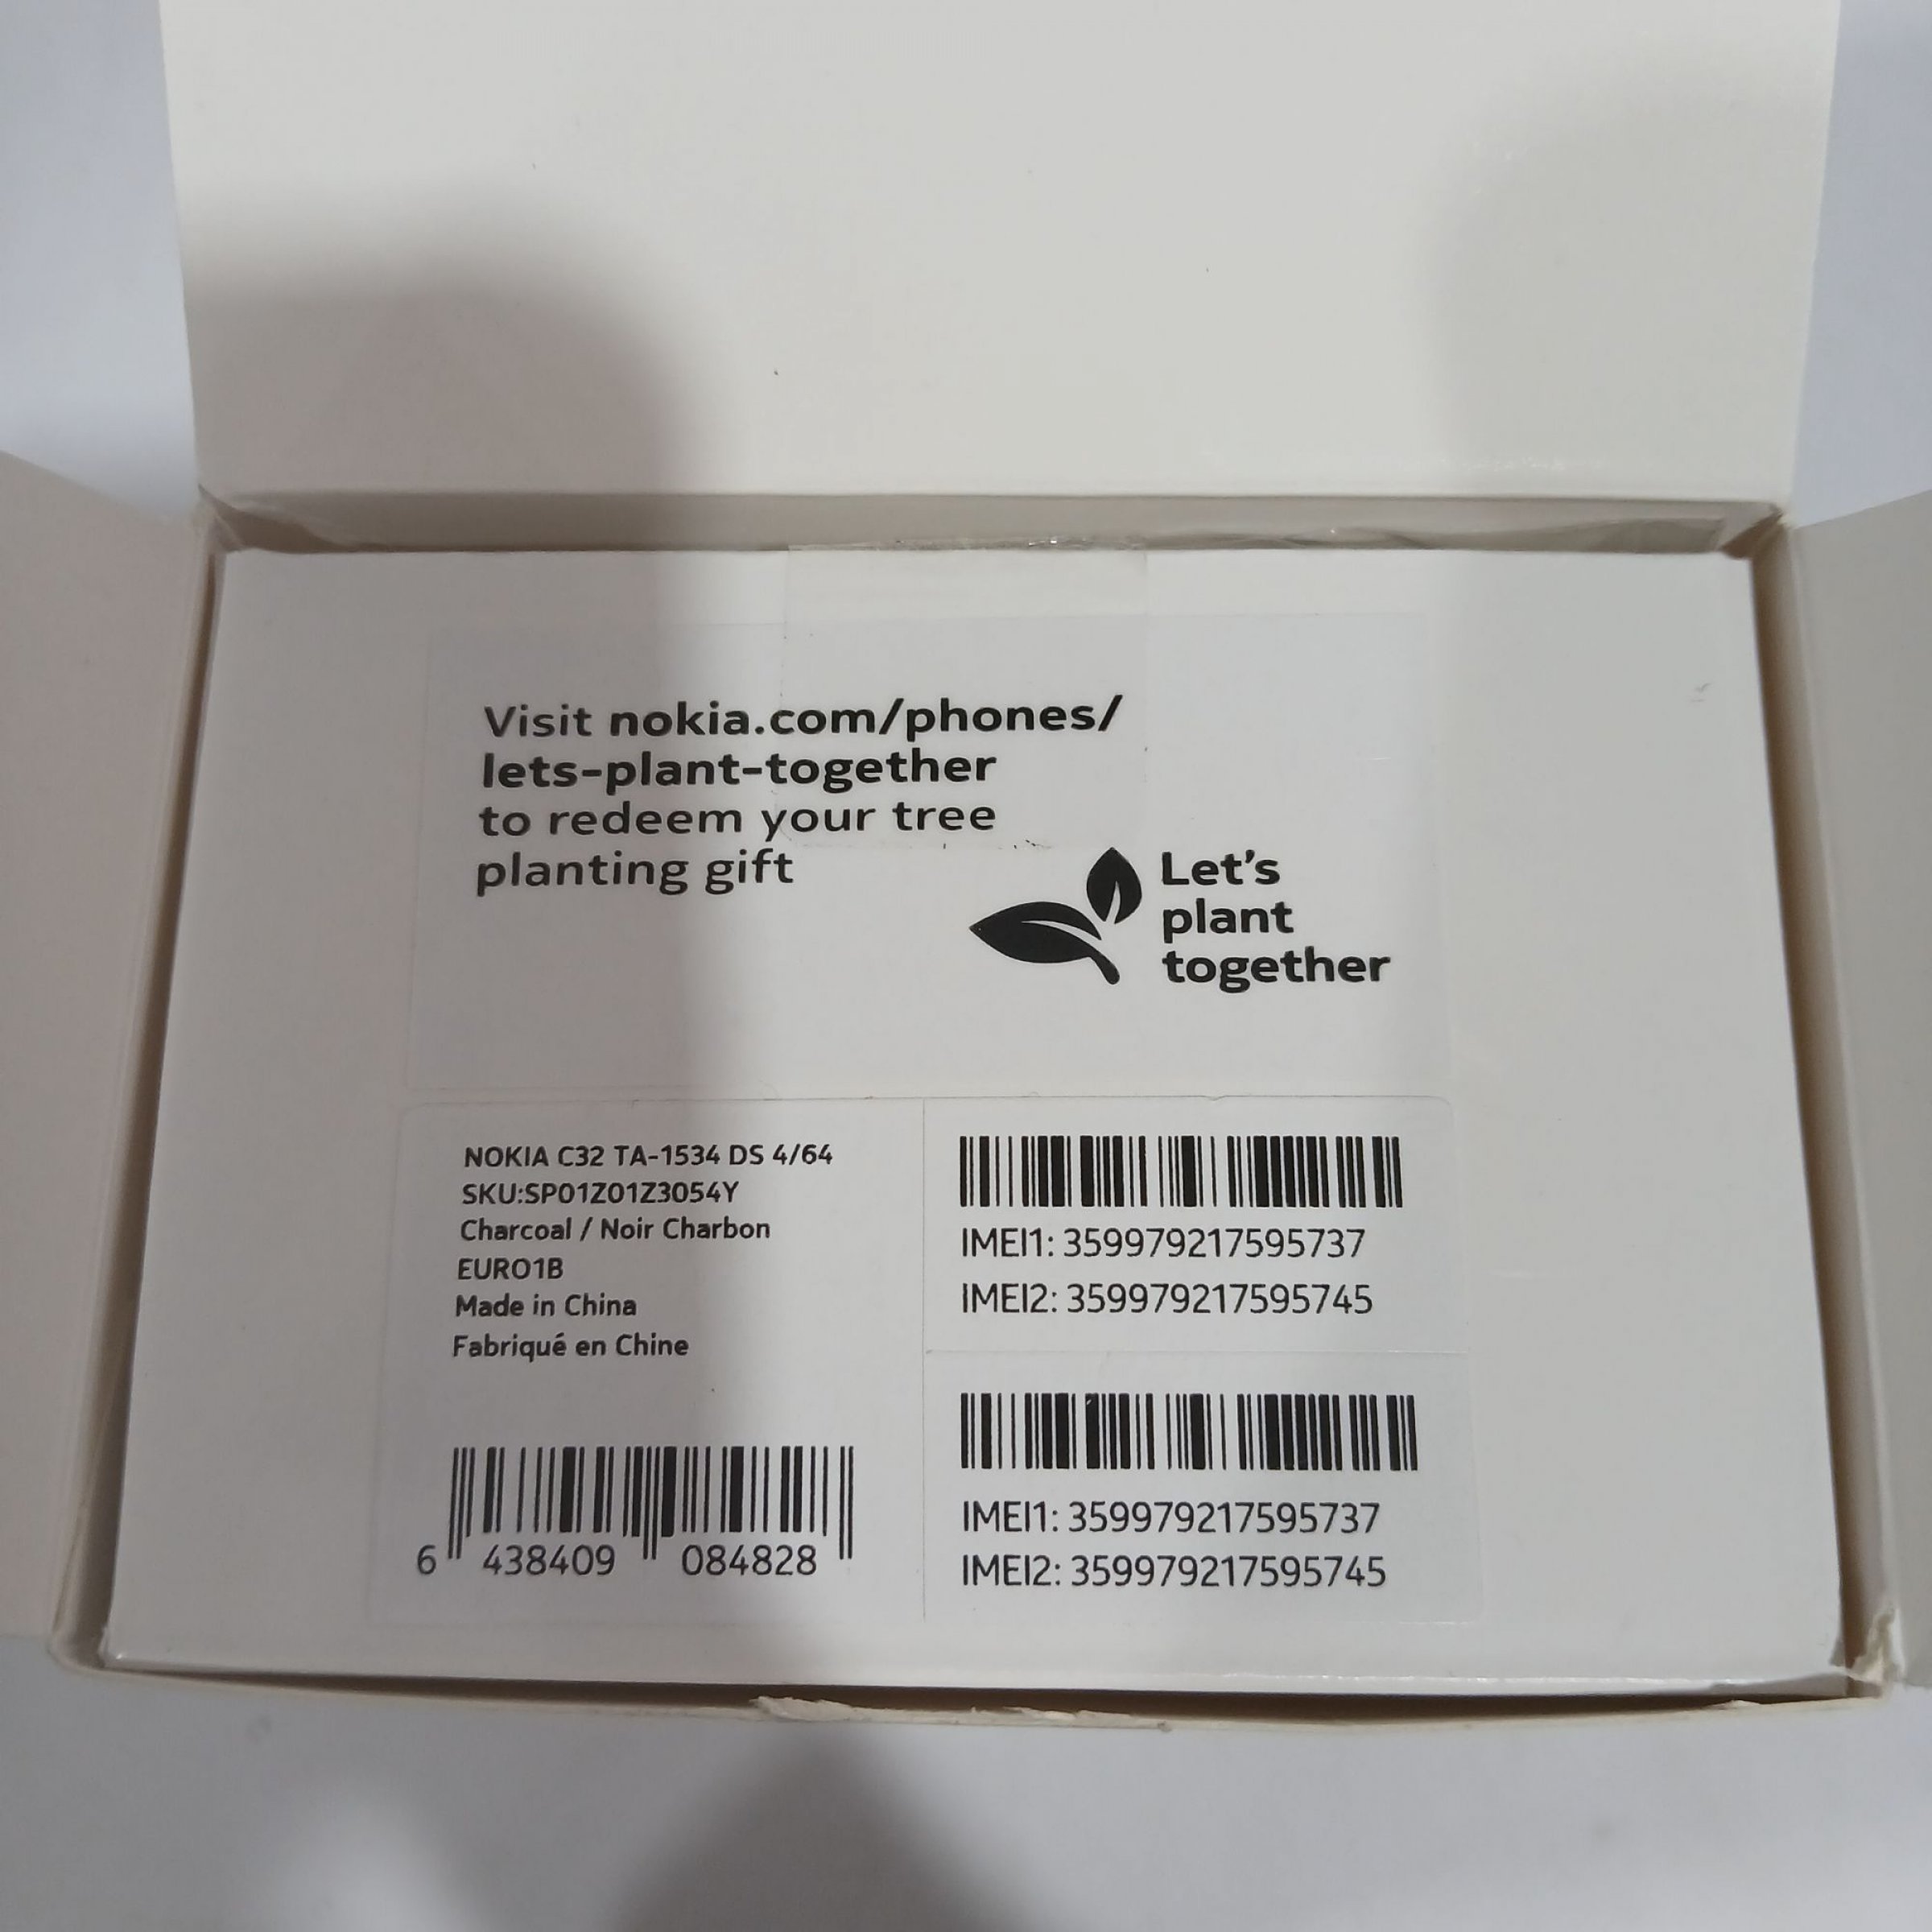 Visit nokia.com/phones/
lets-plant-together
to redeem your tree
planting gift
Let's
plant
together
NOKIA C32 TA-1534 DS 4/64
SKU:SP01Z01Z3054Y
Charcoal / Noir Charbon
EURO1B
Made in China
Fabriqué en Chine
6 438409 084828
IMEI1: 359979217595737
IMEI2: 359979217595745
IMEI1: 359979217595737
IMEI2: 359979217595745